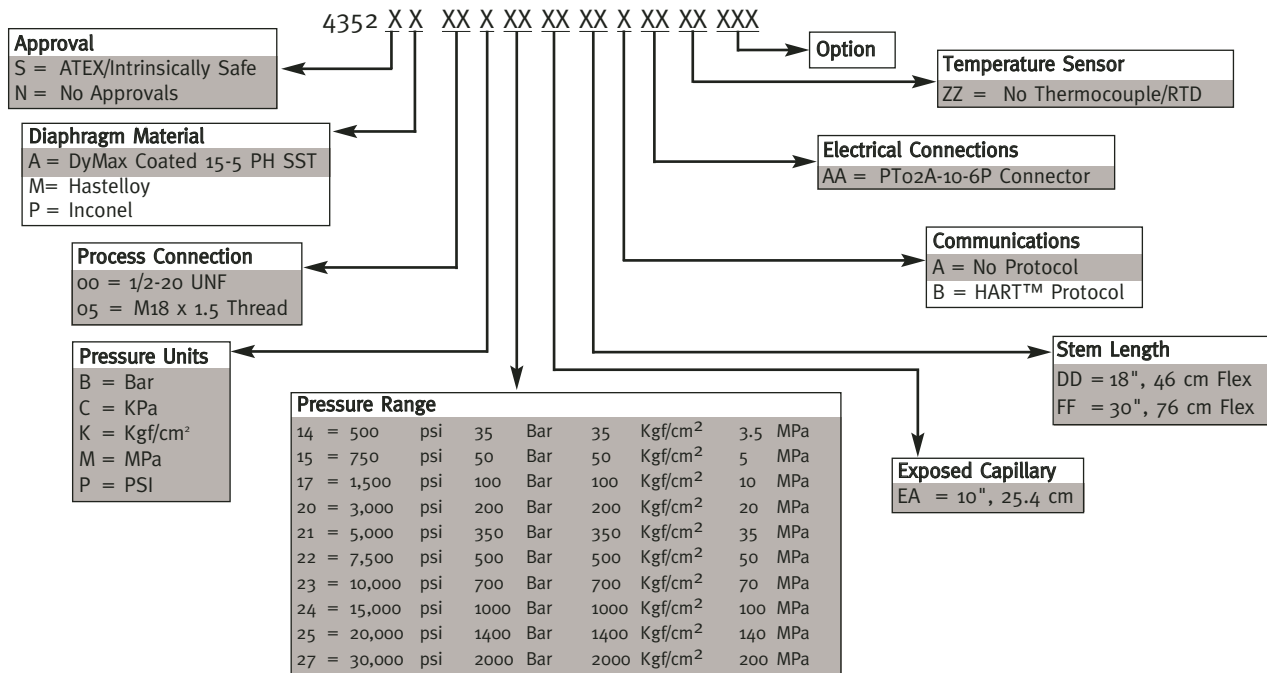 4352 X X XX X XX XX XX X XX XX XXX
Approval
S = ATEX/Intrinsically Safe
N = No Approvals
Option
Temperature Sensor
ZZ = No Thermocouple/RTD
Diaphragm Material
A = DyMax Coated 15-5 PH SST
M= Hastelloy
P = Inconel
Electrical Connections
AA = PT02A-10-6P Connector
Process Connection
00 = 1/2-20 UNF
05 = M18 x 1.5 Thread
Communications
A = No Protocol
B = HART™ Protocol
Pressure Units
B = Bar
C = KPa
K = Kgf/cm²
M = MPa
P = PSI
Stem Length
DD = 18", 46 cm Flex
FF = 30", 76 cm Flex
Pressure Range
14 = 500 psi 35 Bar 35 Kgf/cm² 3.5 MPa
15 = 750 psi 50 Bar 50 Kgf/cm² 5 MPa
17 = 1,500 psi 100 Bar 100 Kgf/cm² 10 MPa
20 = 3,000 psi 200 Bar 200 Kgf/cm² 20 MPa
21 = 5,000 psi 350 Bar 350 Kgf/cm² 35 MPa
22 = 7,500 psi 500 Bar 500 Kgf/cm² 50 MPa
23 = 10,000 psi 700 Bar 700 Kgf/cm² 70 MPa
24 = 15,000 psi 1000 Bar 1000 Kgf/cm² 100 MPa
25 = 20,000 psi 1400 Bar 1400 Kgf/cm² 140 MPa
27 = 30,000 psi 2000 Bar 2000 Kgf/cm² 200 MPa
Exposed Capillary
EA = 10", 25.4 cm